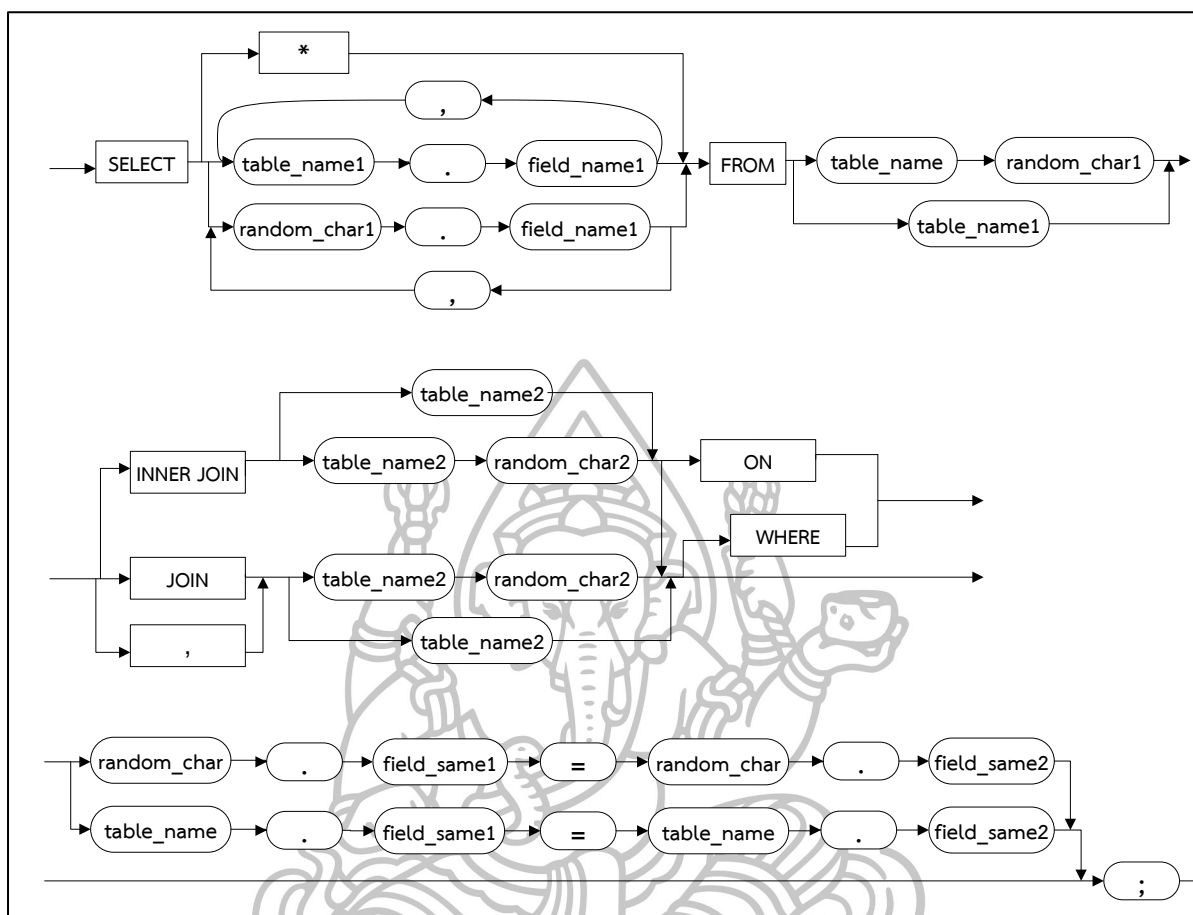 *
,
SELECT table_name1 . field_name1 FROM table_name random_char1
random_char1 . field_name1 table_name1
,
table_name2
INNER JOIN table_name2 random_char2 ON
WHERE
JOIN table_name2 random_char2
, table_name2
random_char . field_same1 = random_char . field_same2
table_name . field_same1 = table_name . field_same2
;